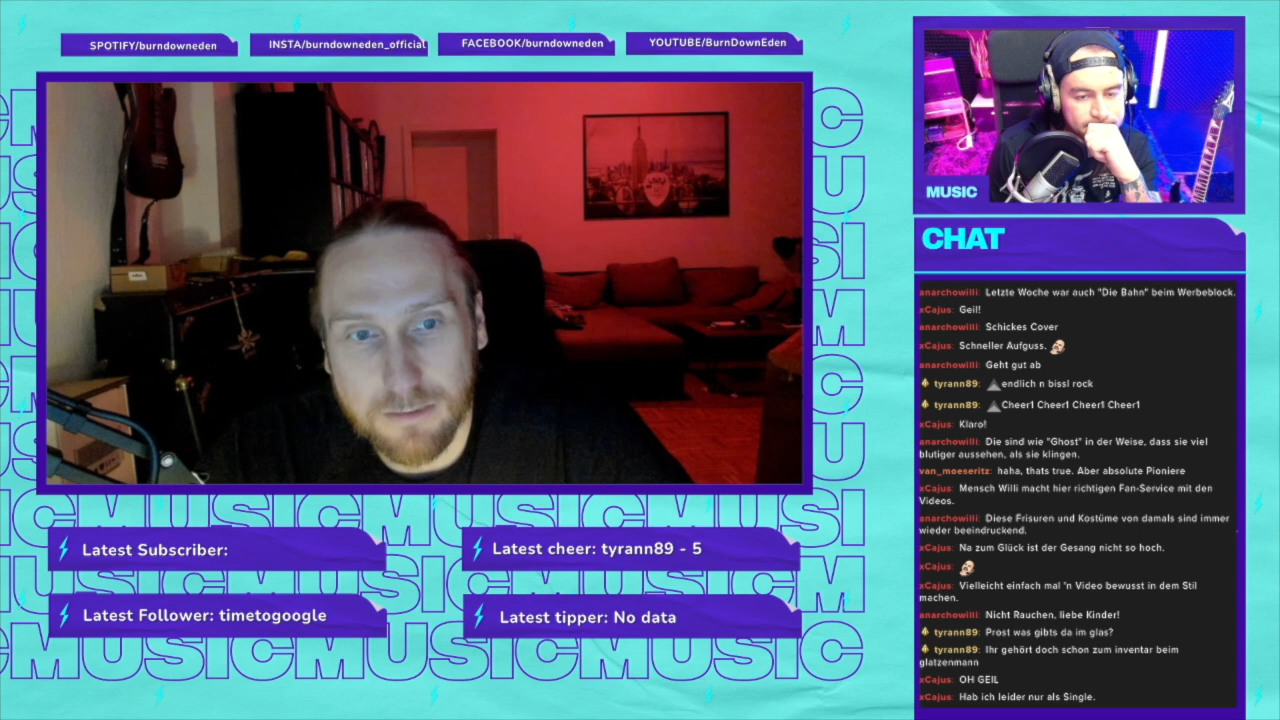 SPOTIFY/burndowneden
INSTA/burndowneden_official
FACEBOOK/burndowneden
YOUTUBE/BurnDownEden
MUSIC
CHAT
anarchowilli: Letzte Woche war auch "Die Bahn" beim Werbeblock.
xCajus: Geil!
anarchowilli: Schickes Cover
xCajus: Schneller Aufguss.
anarchowilli: Geht gut ab
tyrann89: endlich n bissl rock
tyrann89: Cheer1 Cheer1 Cheer1 Cheer1
xCajus: Klaro!
anarchowilli: Die sind wie "Ghost" in der Weise, dass sie viel
blutiger aussehen, als sie klingen.
van_moeseritz: haha, thats true. Aber absolute Pioniere
xCajus: Mensch Willi macht hier richtigen Fan-Service mit den
Videos.
anarchowilli: Diese Frisuren und Kostüme von damals sind immer
wieder beeindruckend.
xCajus: Na zum Glück ist der Gesang nicht so hoch.
xCajus:
xCajus: Vielleicht einfach mal 'n Video bewusst in dem Stil
machen.
anarchowilli: Nicht Rauchen, liebe Kinder!
tyrann89: Prost was gibts da im glas?
tyrann89: Ihr gehört doch schon zum inventar beim
glatzenmann
xCajus: OH GEIL
xCajus: Hab ich leider nur als Single.
Latest Subscriber:
Latest cheer: tyrann89 - 5
Latest Follower: timetogoogle
Latest tipper: No data
MUSICMUSICMUSICMUSI
MUSICMUSICMUSICMUSIC